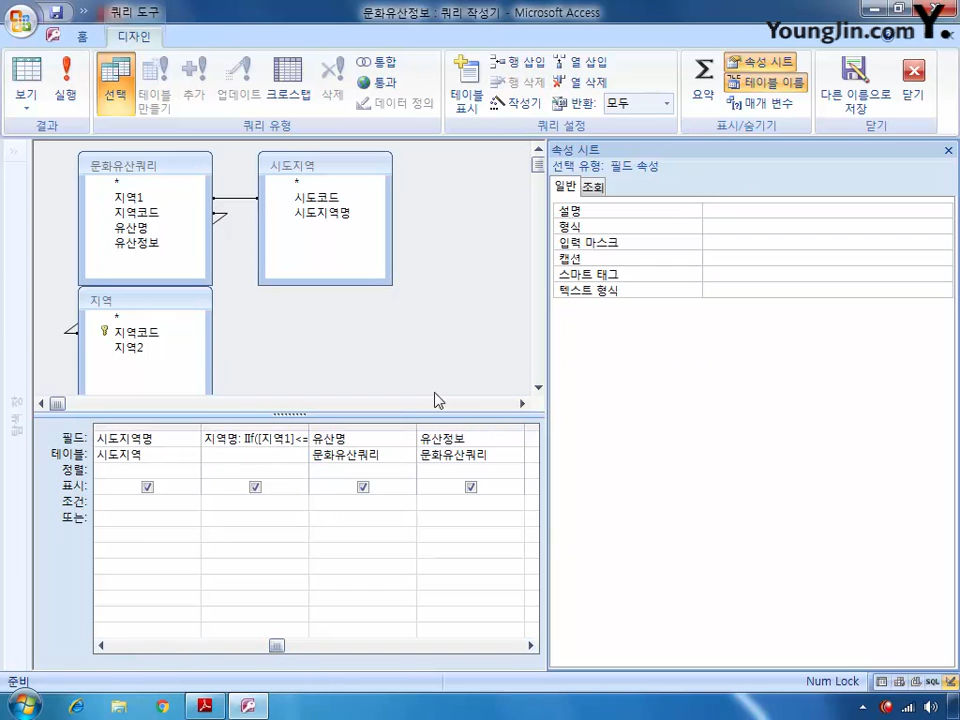 쿼리 도구
문화유산정보 : 쿼리 작성기 - Microsoft Access
YoungJin.com Y.
홈
디자인
보기
실행
선택
테이블 만들기
추가
업데이트
크로스탭
삭제
통합
통과
데이터 정의
테이블 표시
행 삽입
행 삭제
작성기
열 삽입
열 삭제
반환: 모두
요약
속성 시트
테이블 이름
매개 변수
다른 이름으로 저장
닫기
결과
쿼리 유형
쿼리 설정
표시/숨기기
닫기
문화유산쿼리
*
지역1
지역코드
유산명
유산정보
시도지역
*
시도코드
시도지역명
지역
*
지역코드
지역2
속성 시트
선택 유형: 필드 속성
일반
조회
설명
형식
입력 마스크
캡션
스마트 태그
텍스트 형식
탐색 창
필드: 시도지역명 지역명: IIf([지역1]<= 유산명 유산정보
테이블: 시도지역 문화유산쿼리 문화유산쿼리
정렬:
표시:
조건:
또는:
준비
Num Lock
SQL